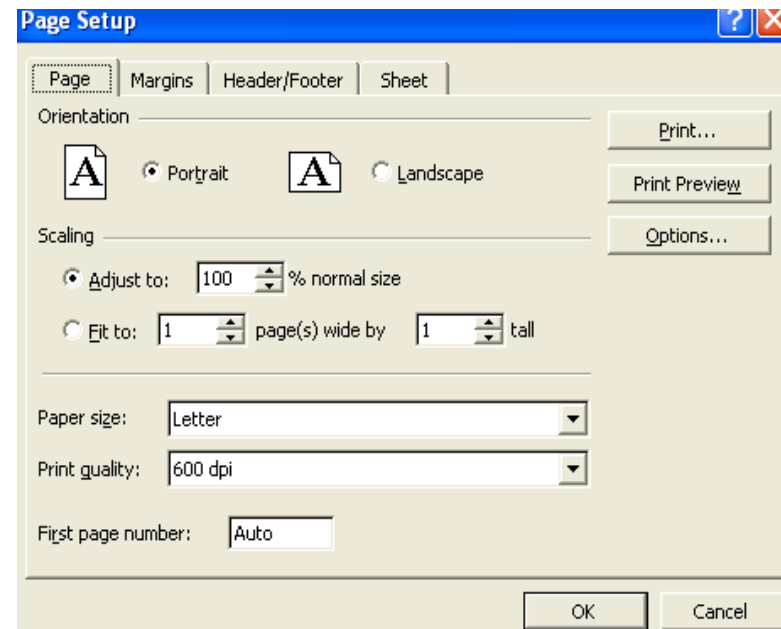 Page Setup
Page Margins Header/Footer Sheet
Orientation
A Portrait A Landscape
Print...
Print Preview
Scaling
Options...
Adjust to: 100 % normal size
Fit to: 1 page(s) wide by 1 tall
Paper size: Letter
Print quality: 600 dpi
First page number: Auto
OK Cancel